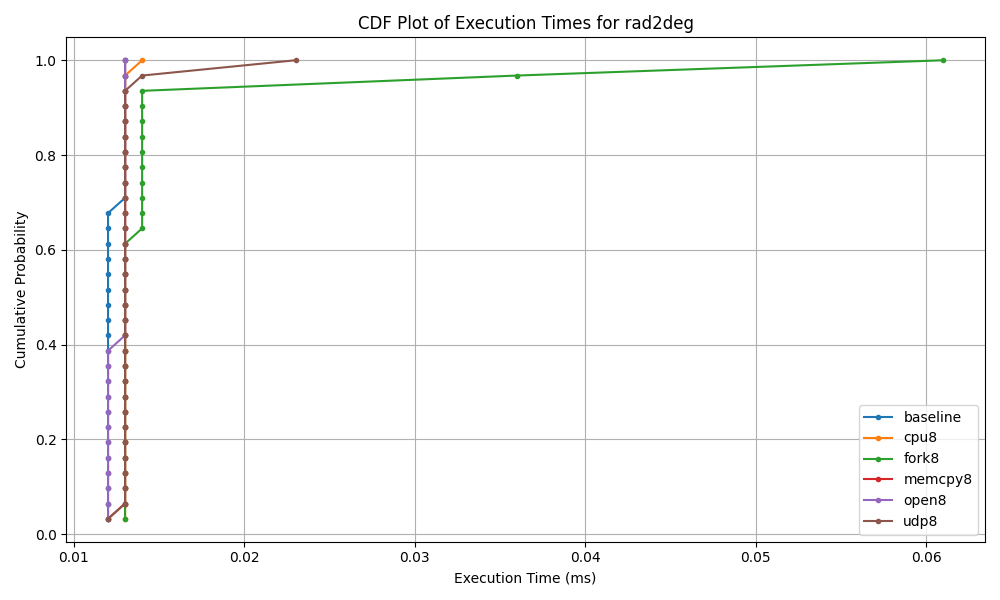 CDF Plot of Execution Times for rad2deg
Cumulative Probability
1.0
0.8
0.6
0.4
0.2
0.0
baseline
cpu8
fork8
memcpy8
open8
udp8
0.01 0.02 0.03 0.04 0.05 0.06
Execution Time (ms)